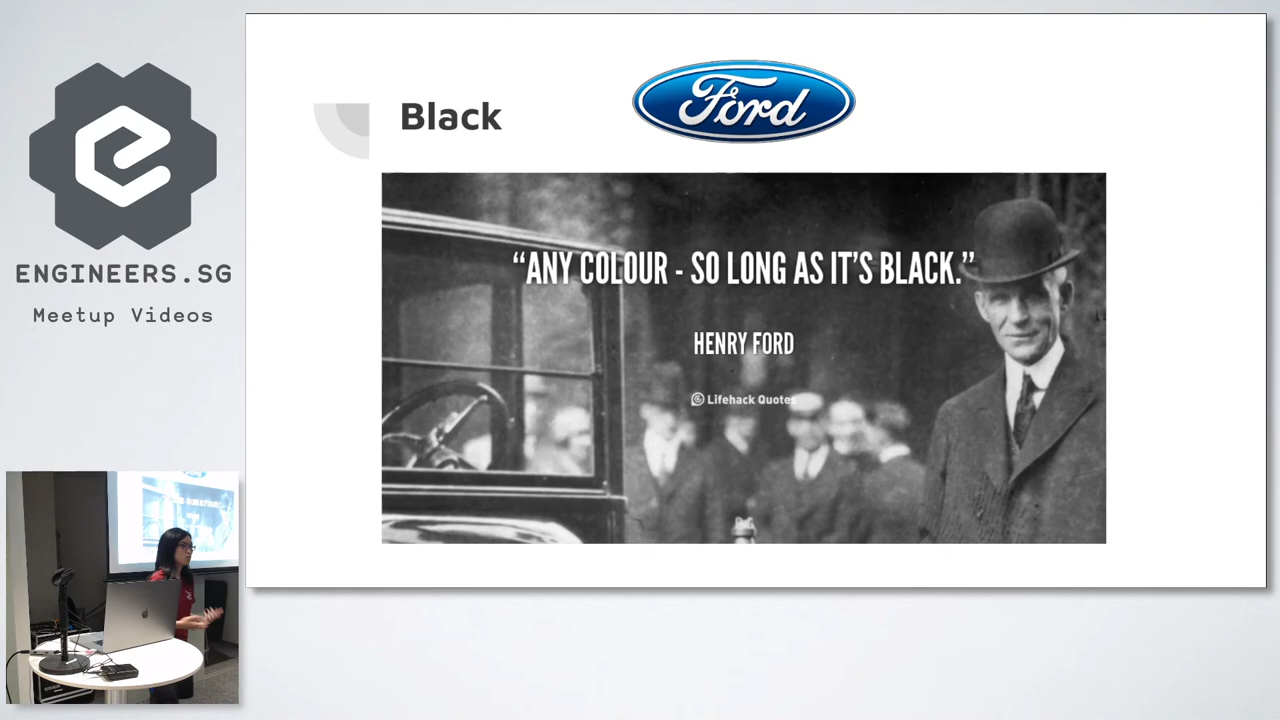 ENGINEERS.SG
Meetup Videos
Black
Ford
“ANY COLOUR - SO LONG AS IT’S BLACK.”
HENRY FORD
Lifehack Quotes